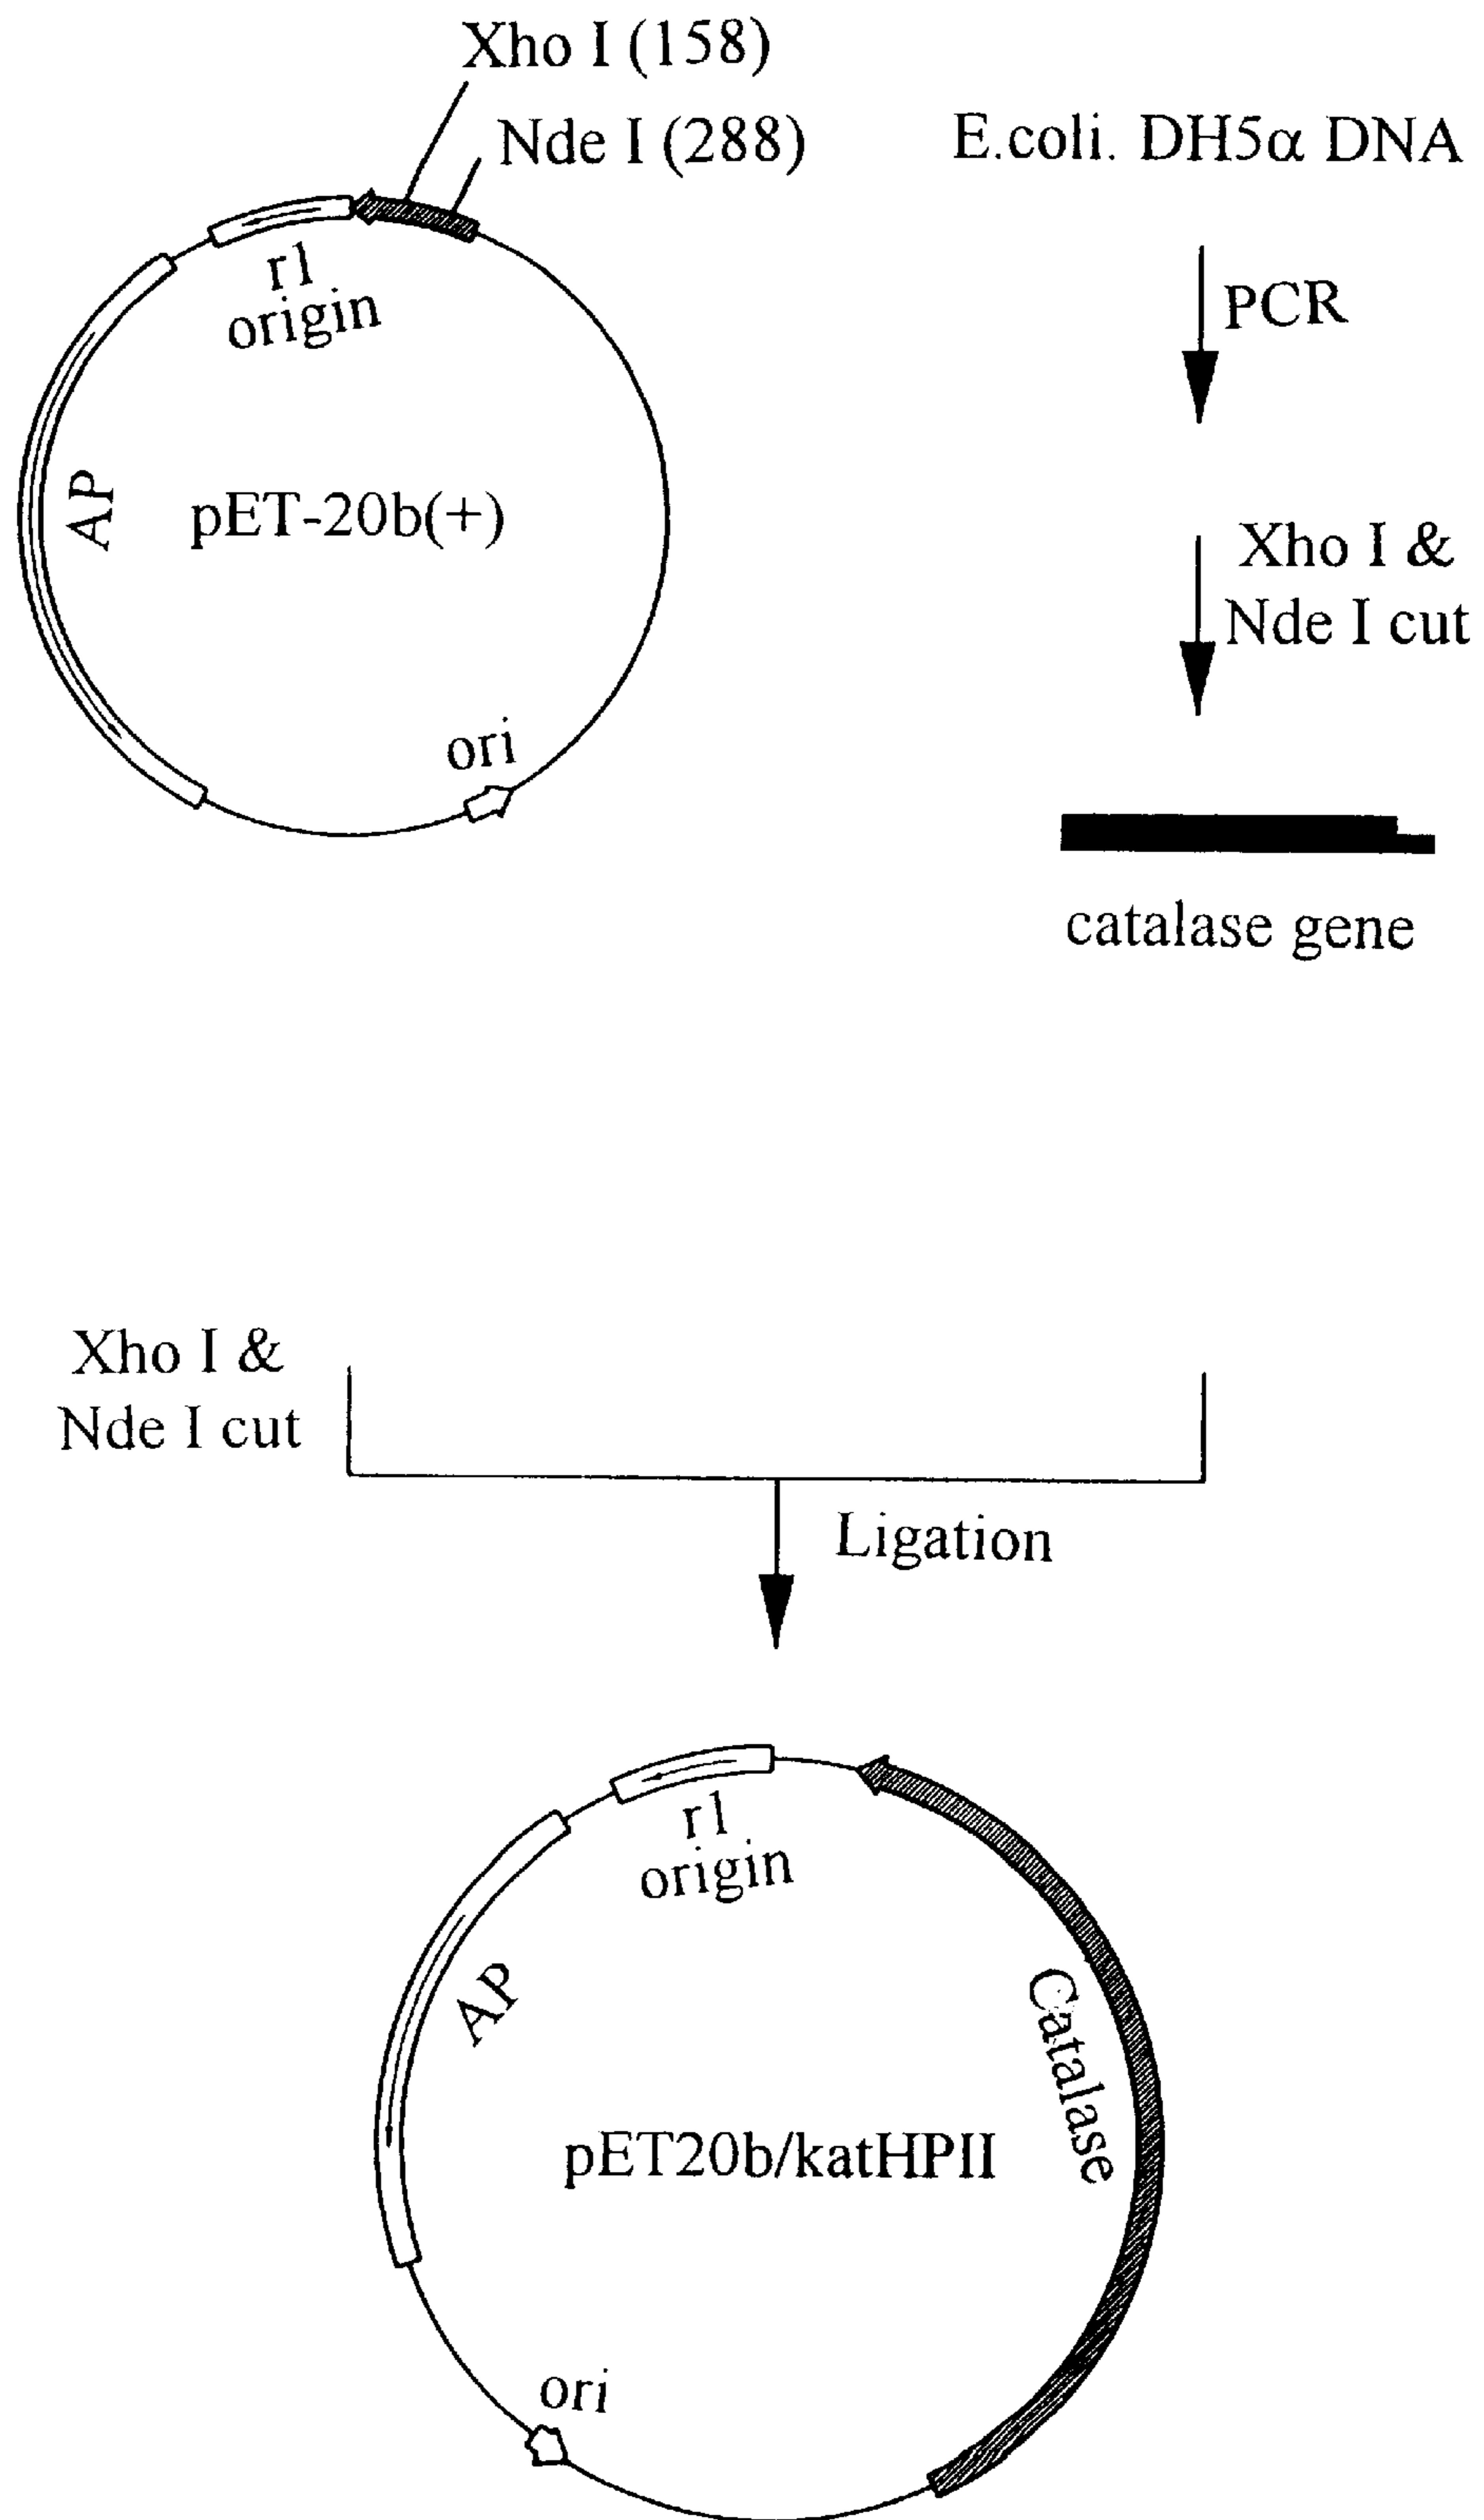 Xho I (158)
Nde I (288)
E.coli. DH5α DNA
r1
origin
PCR
AP
pET-20b(+)
Xho I &
Nde I cut
ori
catalase gene
Xho I &
Nde I cut
Ligation
r1
origin
AP
Catalase
pET20b/katHPII
ori